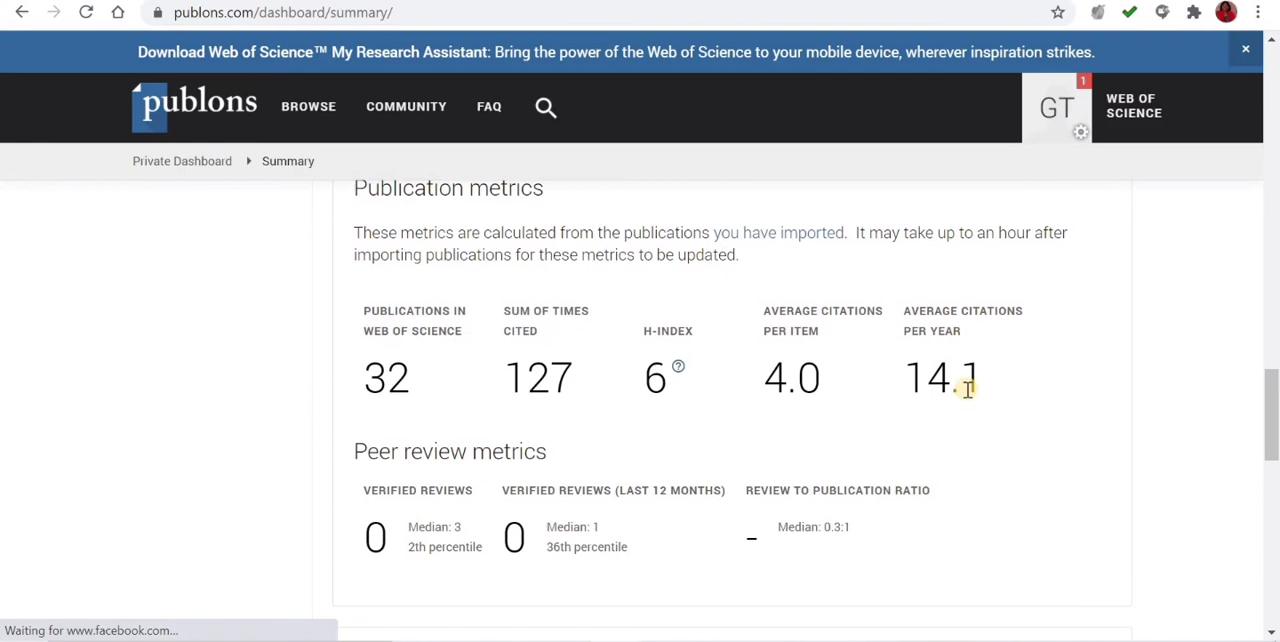 publons.com/dashboard/summary/
Download Web of Science™ My Research Assistant: Bring the power of the Web of Science to your mobile device, wherever inspiration strikes.
×
publons
BROWSE
COMMUNITY
FAQ
GT
1
WEB OF
SCIENCE
Private Dashboard
Summary
Publication metrics
These metrics are calculated from the publications you have imported. It may take up to an hour after
importing publications for these metrics to be updated.
PUBLICATIONS IN
WEB OF SCIENCE
32
SUM OF TIMES
CITED
127
H-INDEX
6
?
AVERAGE CITATIONS
PER ITEM
4.0
AVERAGE CITATIONS
PER YEAR
14.1
Peer review metrics
VERIFIED REVIEWS
0
Median: 3
2th percentile
VERIFIED REVIEWS (LAST 12 MONTHS)
0
Median: 1
36th percentile
REVIEW TO PUBLICATION RATIO
-
Median: 0.3:1
Waiting for www.facebook.com...